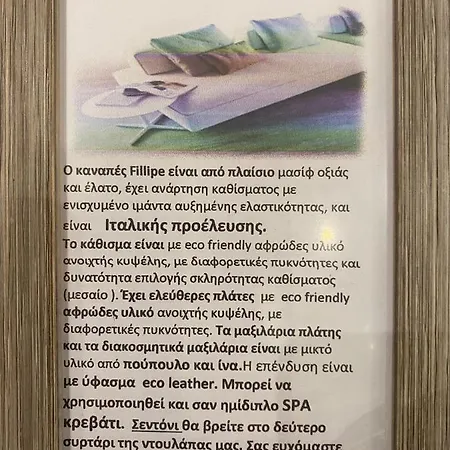 Ο καναπές Fillipe είναι από πλαίσιο μασίφ οξιάς
και έλατο, έχει ανάρτηση καθίσματος με
ενισχυμένο ιμάντα αυξημένης ελαστικότητας, και
είναι Ιταλικής προέλευσης.
Το κάθισμα είναι με eco friendly αφρώδες υλικό
ανοιχτής κυψέλης, με διαφορετικές πυκνότητες και
δυνατότητα επιλογής σκληρότητας καθίσματος
(μεσαίο ). Έχει ελεύθερες πλάτες με eco friendly
αφρώδες υλικό ανοιχτής κυψέλης, με
διαφορετικές πυκνότητες. Τα μαξιλάρια πλάτης
και τα διακοσμητικά μαξιλάρια είναι με μικτό
υλικό από πούπουλο και ίνα.Η επένδυση είναι
με ύφασμα eco leather. Μπορεί να
χρησιμοποιηθεί και σαν ημίδιπλο SPA
κρεβάτι. Σεντόνι θα βρείτε στο δεύτερο
συρτάρι της ντουλάπας μας. Σας ευχόμαστε